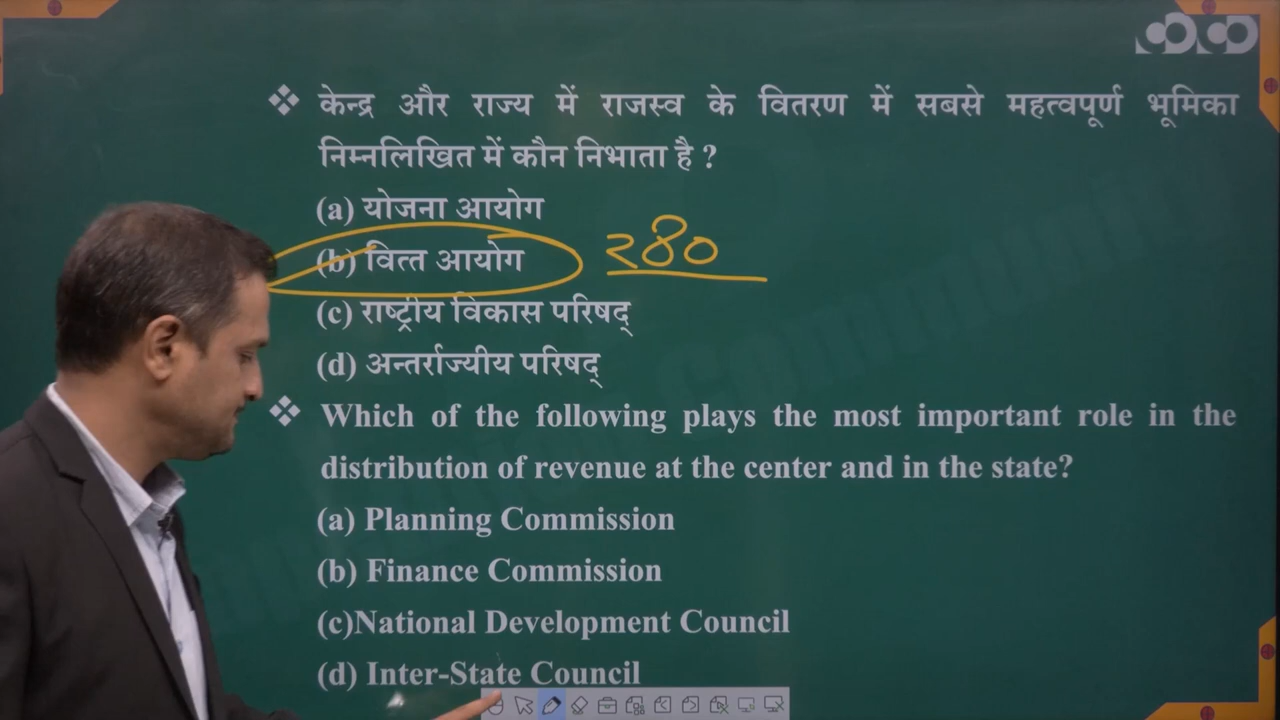 ❖ केन्द्र और राज्य में राजस्व के वितरण में सबसे महत्वपूर्ण भूमिका
निम्नलिखित में कौन निभाता है ?
(a) योजना आयोग
(b) वित्त आयोग २80
(c) राष्ट्रीय विकास परिषद्
(d) अन्तर्राज्यीय परिषद्
❖ Which of the following plays the most important role in the
distribution of revenue at the center and in the state?
(a) Planning Commission
(b) Finance Commission
(c)National Development Council
(d) Inter-State Council